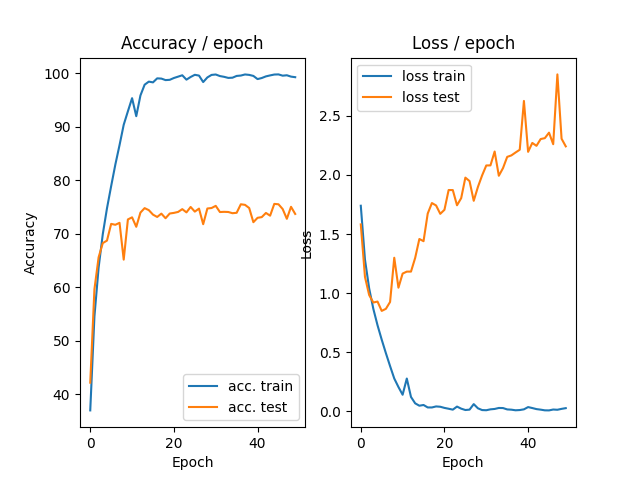 Accuracy / epoch
100
90
80
70
60
50
40
0
20
40
Accuracy
Epoch
acc. train
acc. test
Loss / epoch
loss train
loss test
2.5
2.0
1.5
1.0
0.5
0.0
0
20
40
Loss
Epoch